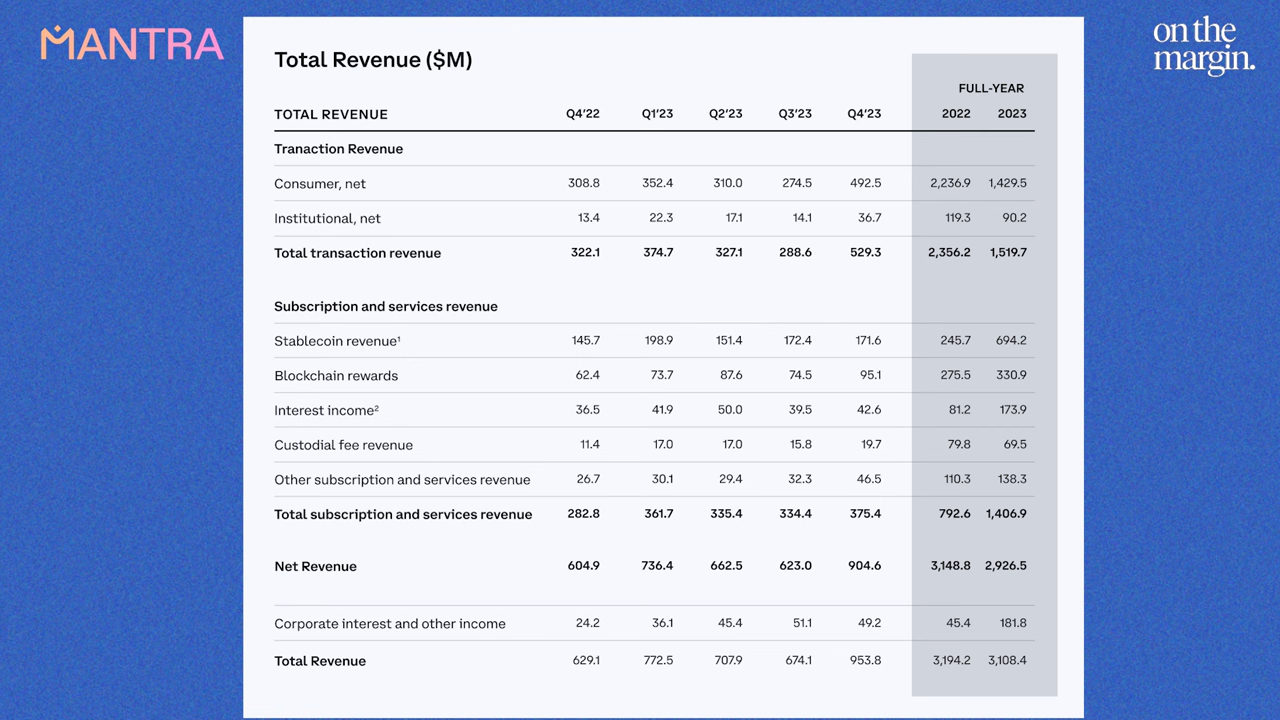 MANTRA
on the
margin.
Total Revenue ($M)
FULL-YEAR
TOTAL REVENUE Q4'22 Q1'23 Q2'23 Q3'23 Q4'23 2022 2023
Tranaction Revenue
Consumer, net 308.8 352.4 310.0 274.5 492.5 2,236.9 1,429.5
Institutional, net 13.4 22.3 17.1 14.1 36.7 119.3 90.2
Total transaction revenue 322.1 374.7 327.1 288.6 529.3 2,356.2 1,519.7
Subscription and services revenue
Stablecoin revenue¹ 145.7 198.9 151.4 172.4 171.6 245.7 694.2
Blockchain rewards 62.4 73.7 87.6 74.5 95.1 275.5 330.9
Interest income² 36.5 41.9 50.0 39.5 42.6 81.2 173.9
Custodial fee revenue 11.4 17.0 17.0 15.8 19.7 79.8 69.5
Other subscription and services revenue 26.7 30.1 29.4 32.3 46.5 110.3 138.3
Total subscription and services revenue 282.8 361.7 335.4 334.4 375.4 792.6 1,406.9
Net Revenue 604.9 736.4 662.5 623.0 904.6 3,148.8 2,926.5
Corporate interest and other income 24.2 36.1 45.4 51.1 49.2 45.4 181.8
Total Revenue 629.1 772.5 707.9 674.1 953.8 3,194.2 3,108.4